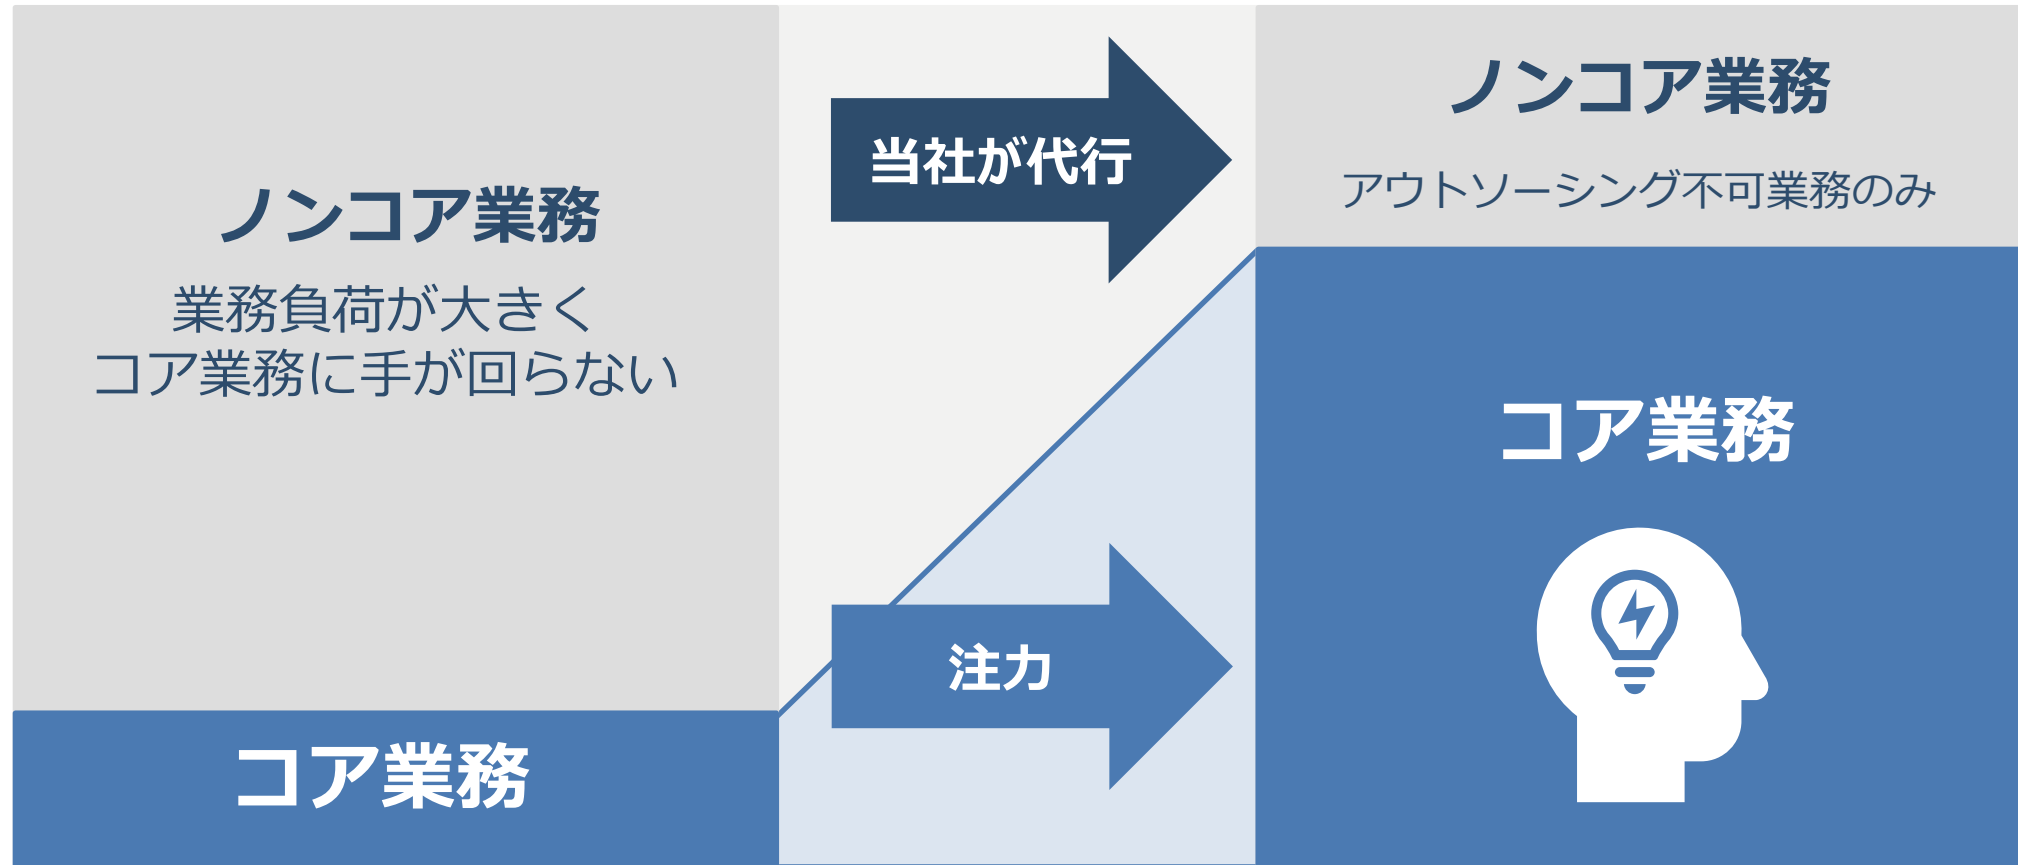 ノンコア業務
業務負荷が大きく
コア業務に手が回らない
コア業務
当社が代行
注力
ノンコア業務
アウトソーシング不可業務のみ
コア業務